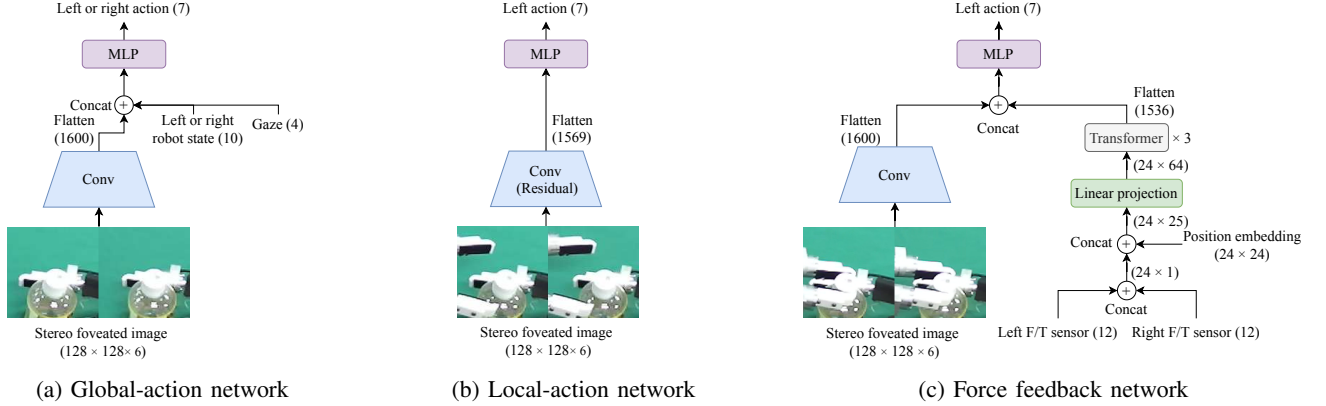 Left or right action (7)
MLP
Concat
+
Flatten
(1600)
Left or right
robot state (10)
Gaze (4)
Conv
Stereo foveated image
(128 × 128× 6)
(a) Global-action network
Left action (7)
MLP
Flatten
(1569)
Conv
(Residual)
Stereo foveated image
(128 × 128× 6)
(b) Local-action network
Left action (7)
MLP
+
Concat
Flatten
(1600)
Conv
Stereo foveated image
(128 × 128 × 6)
Flatten
(1536)
Transformer × 3
(24 × 64)
Linear projection
(24 × 25)
Concat
+
Position embedding
(24 × 24)
(24 × 1)
+
Concat
Left F/T sensor (12)
Right F/T sensor (12)
(c) Force feedback network